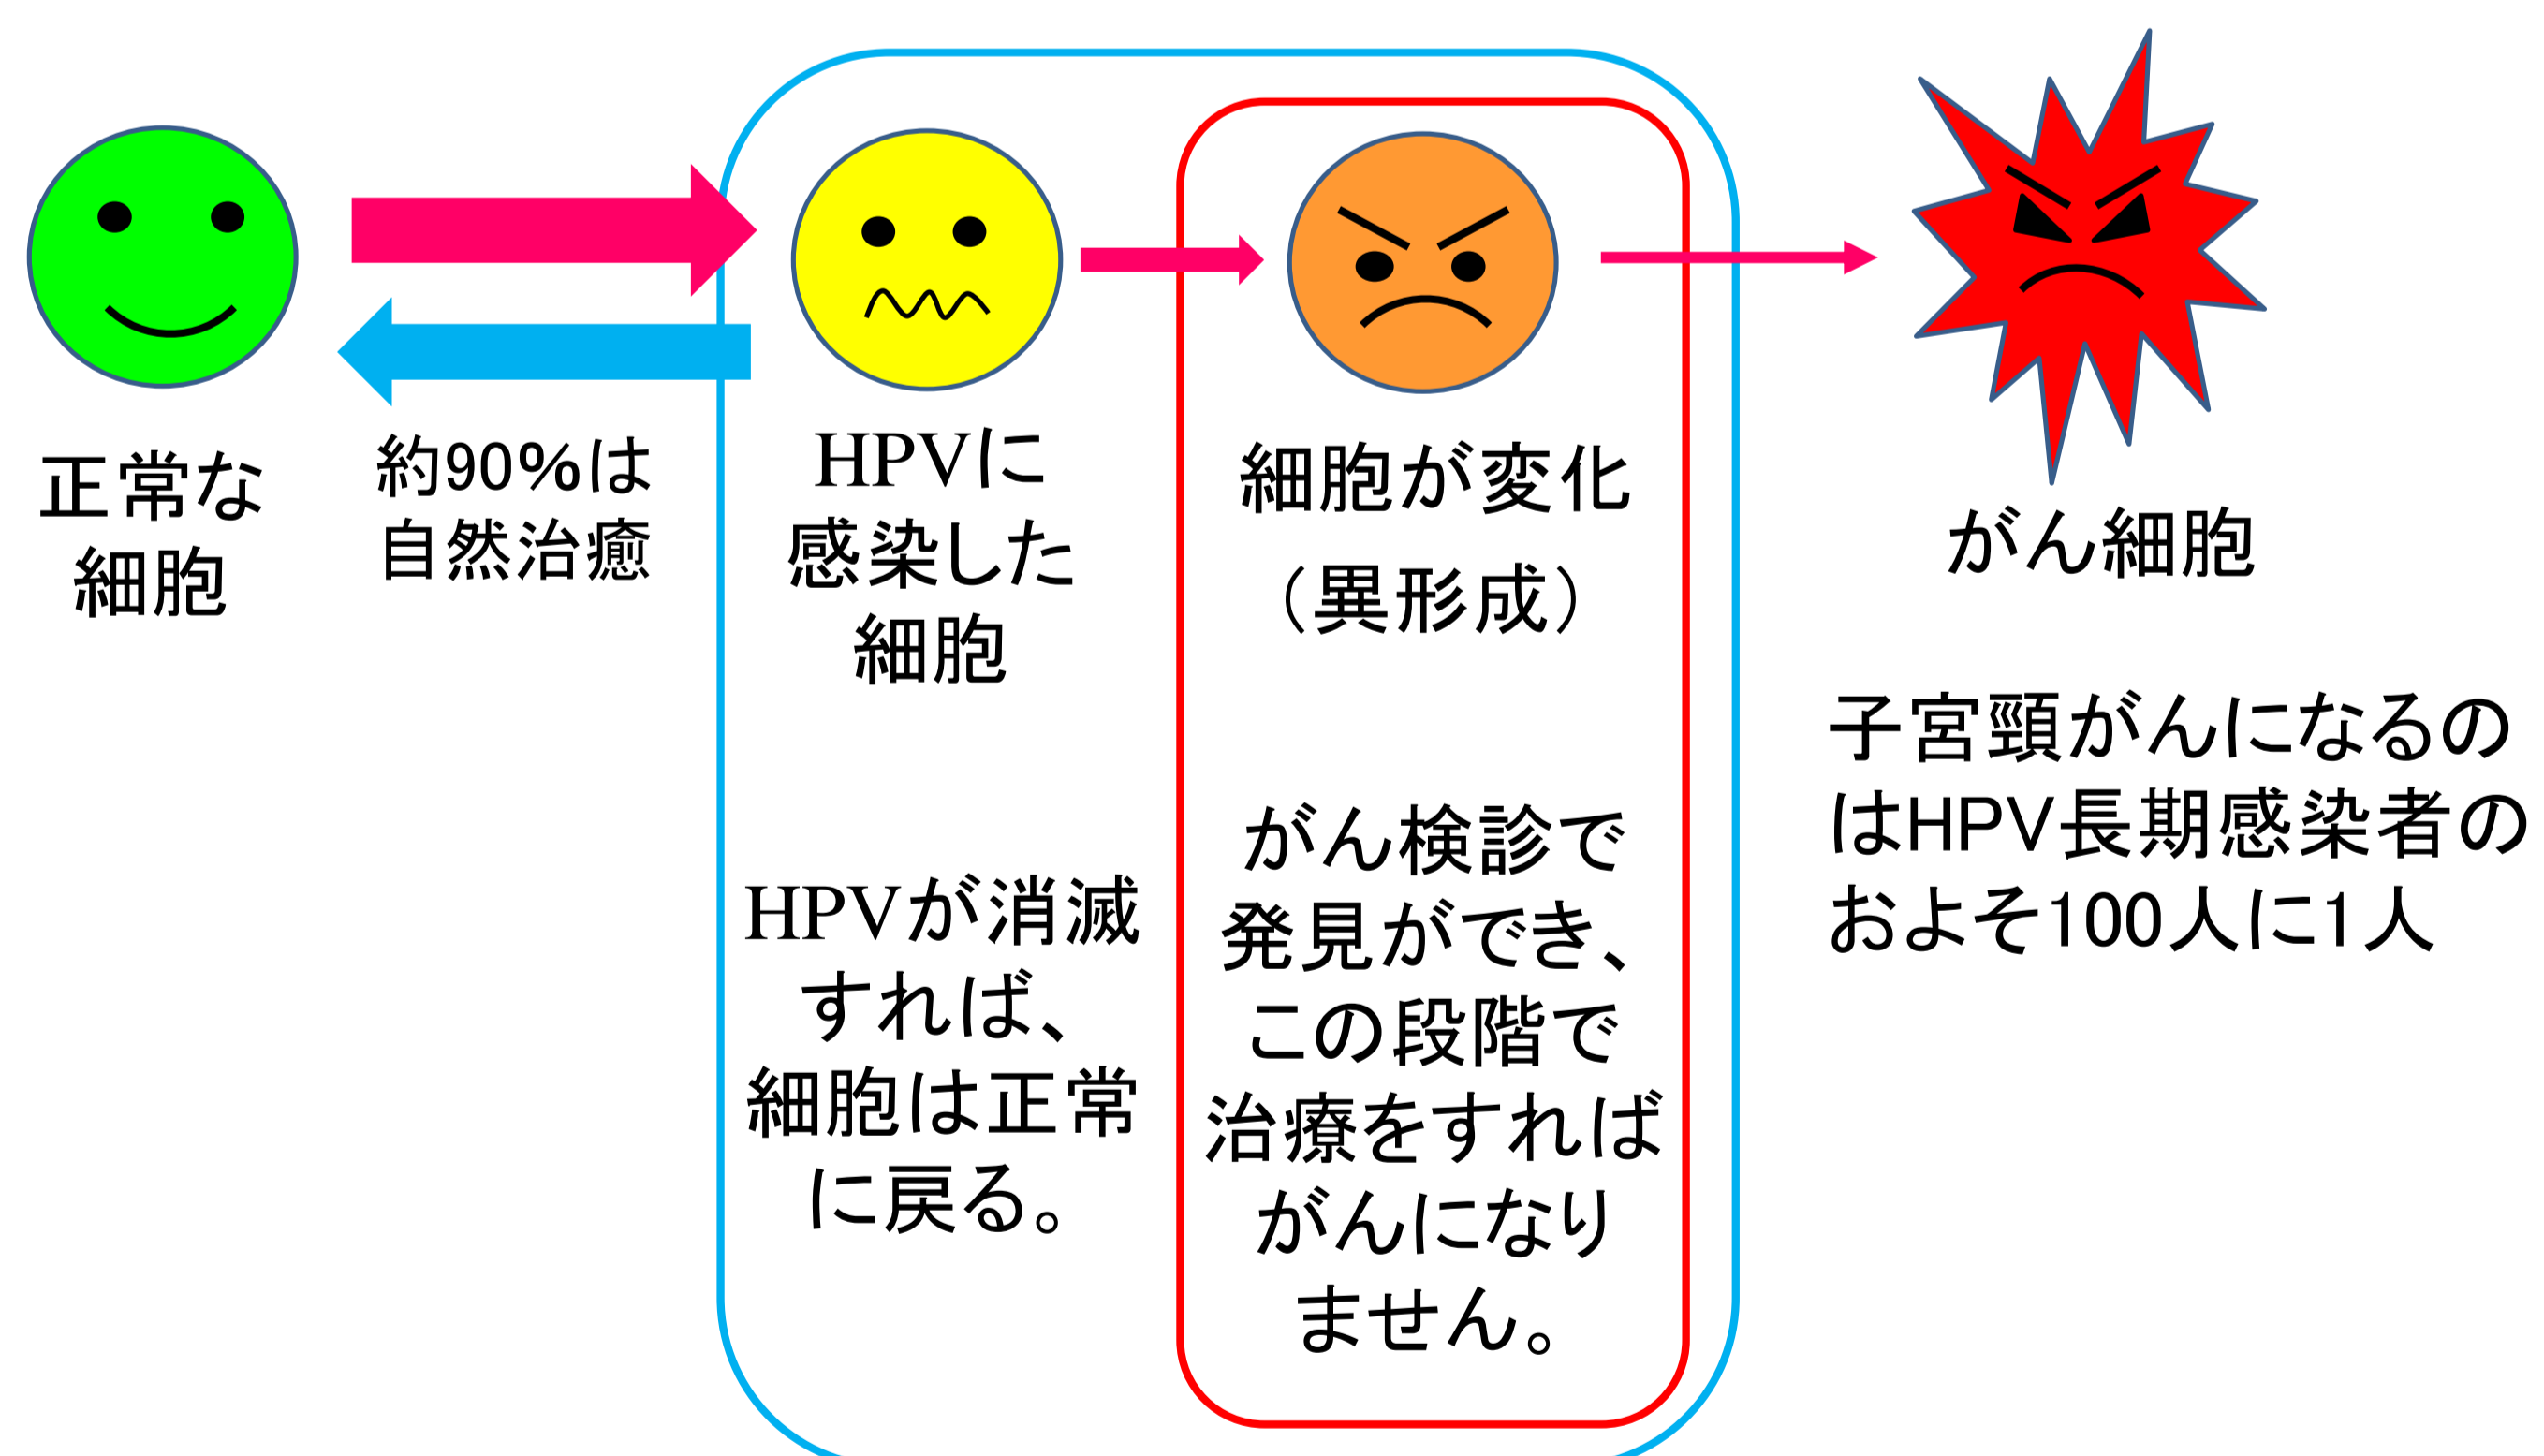 正常な
細胞
約90%は
自然治癒
HPVに
感染した
細胞
HPVが消滅
すれば、
細胞は正常
に戻る。
細胞が変化
（異形成）
がん検診で
発見ができ、
この段階で
治療をすれば
がんになり
ません。
がん細胞
子宮頸がんになるの
はHPV長期感染者の
およそ100人に1人